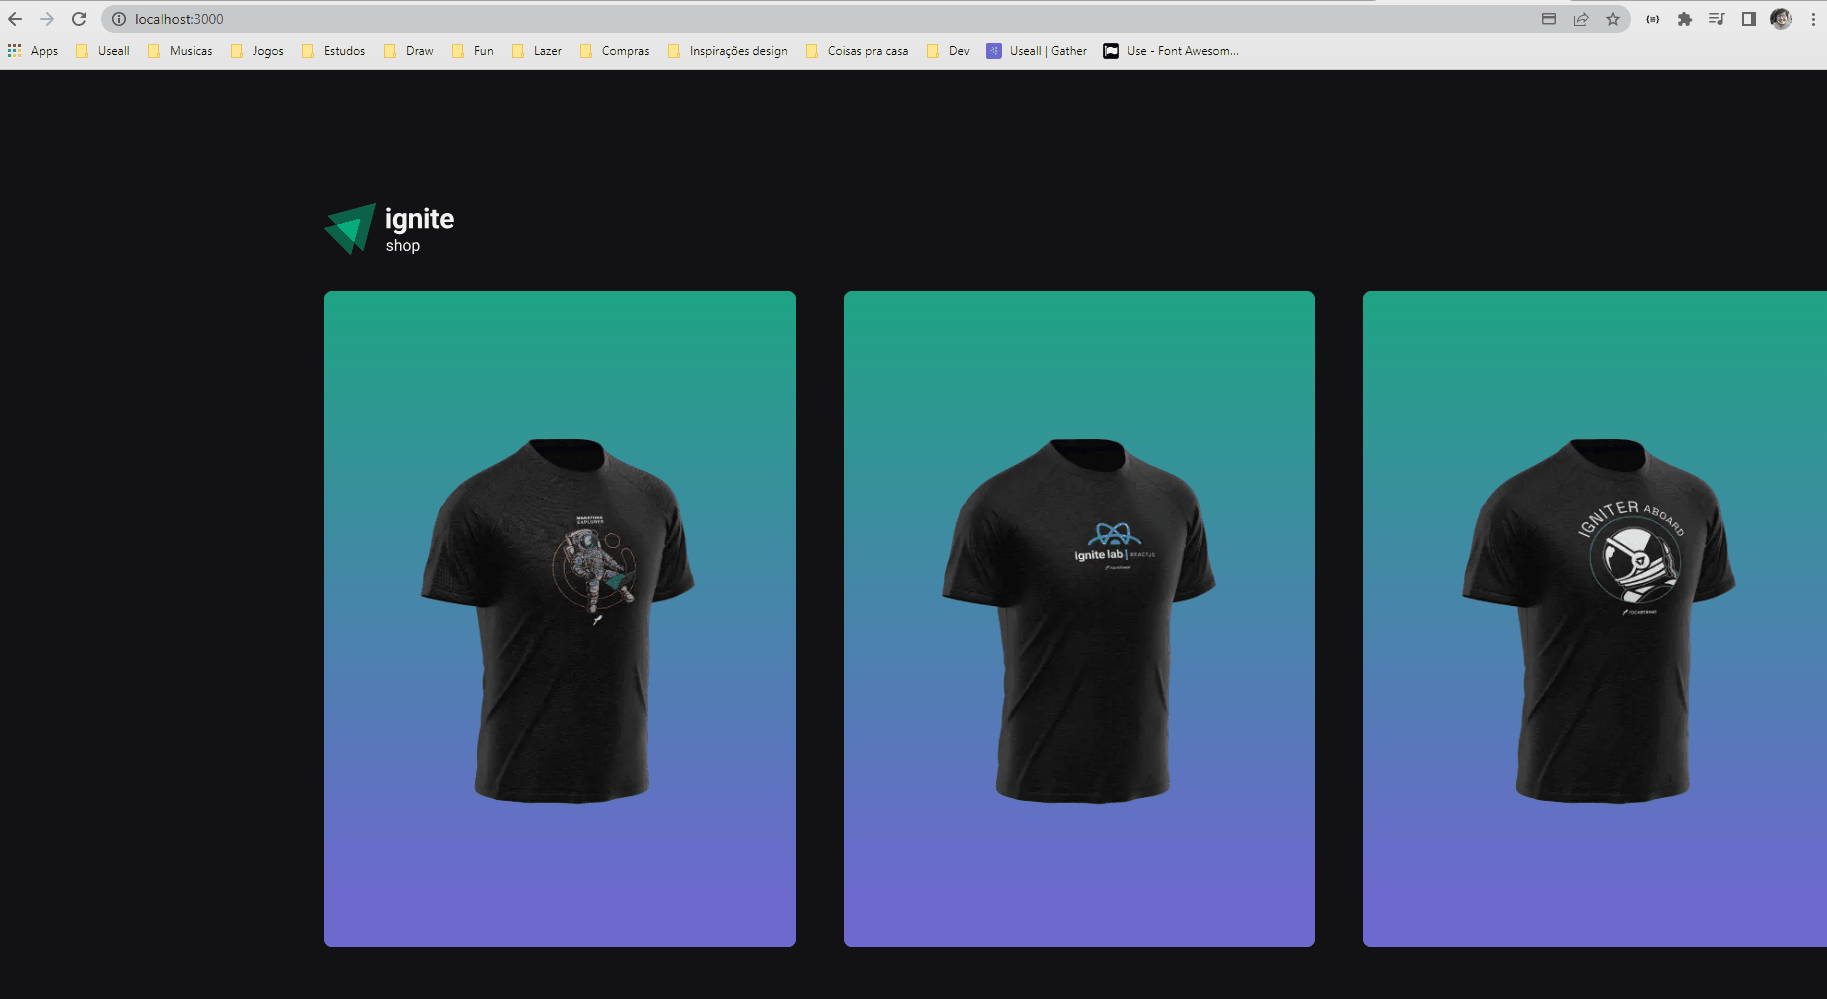 localhost:3000
Apps Useall Musicas Jogos Estudos Draw Fun Lazer Compras Inspirações design Coisas pra casa Dev Useall | Gather Use - Font Awesom...
ignite
shop
EXPLORER
ignite lab | REACTJS
IGNITER ABOARD